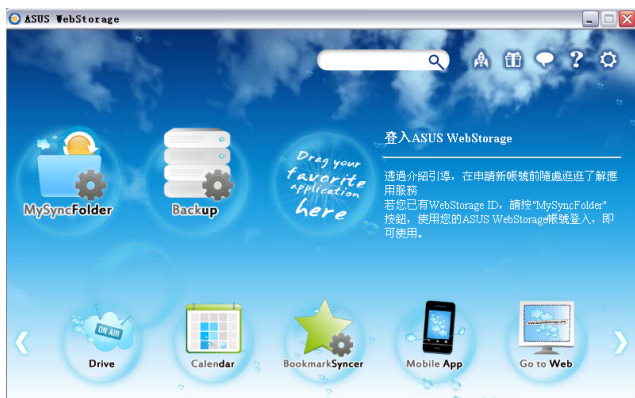 ASUS WebStorage
登入ASUS WebStorage
Drag your
favorite
application
here
透過介紹引導，在申請新帳號前隨處逛逛了解應
用服務
若您已有WebStorage ID，請按"MySyncFolder"
按鈕，使用您的ASUS WebStorage帳號登入，即
可使用。
MySyncFolder
Backup
ON AIR
Drive
Calendar
BookmarkSyncer
Mobile App
Go to Web